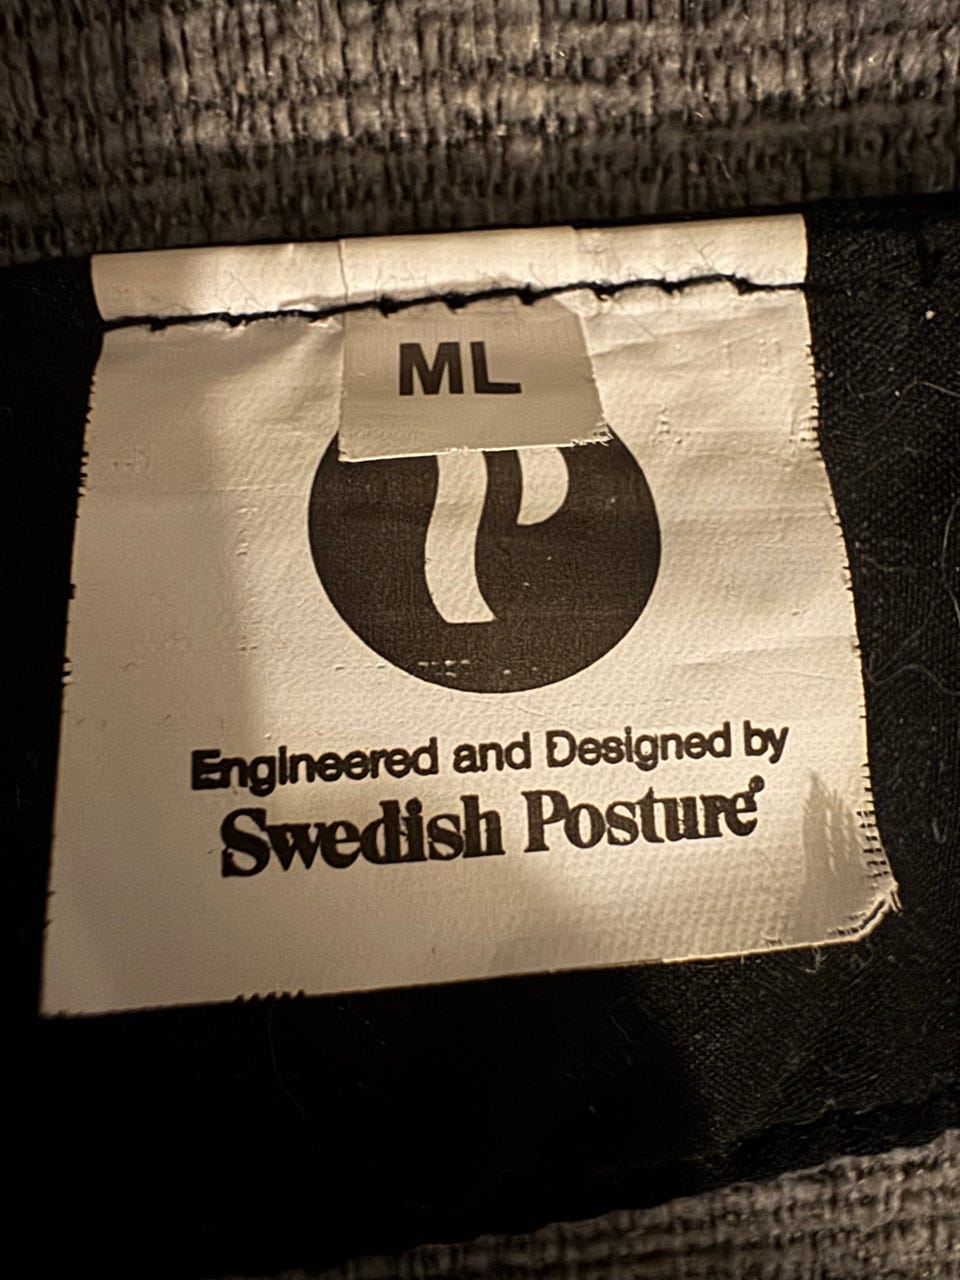 ML
Engineered and Designed by
Swedish Posture®